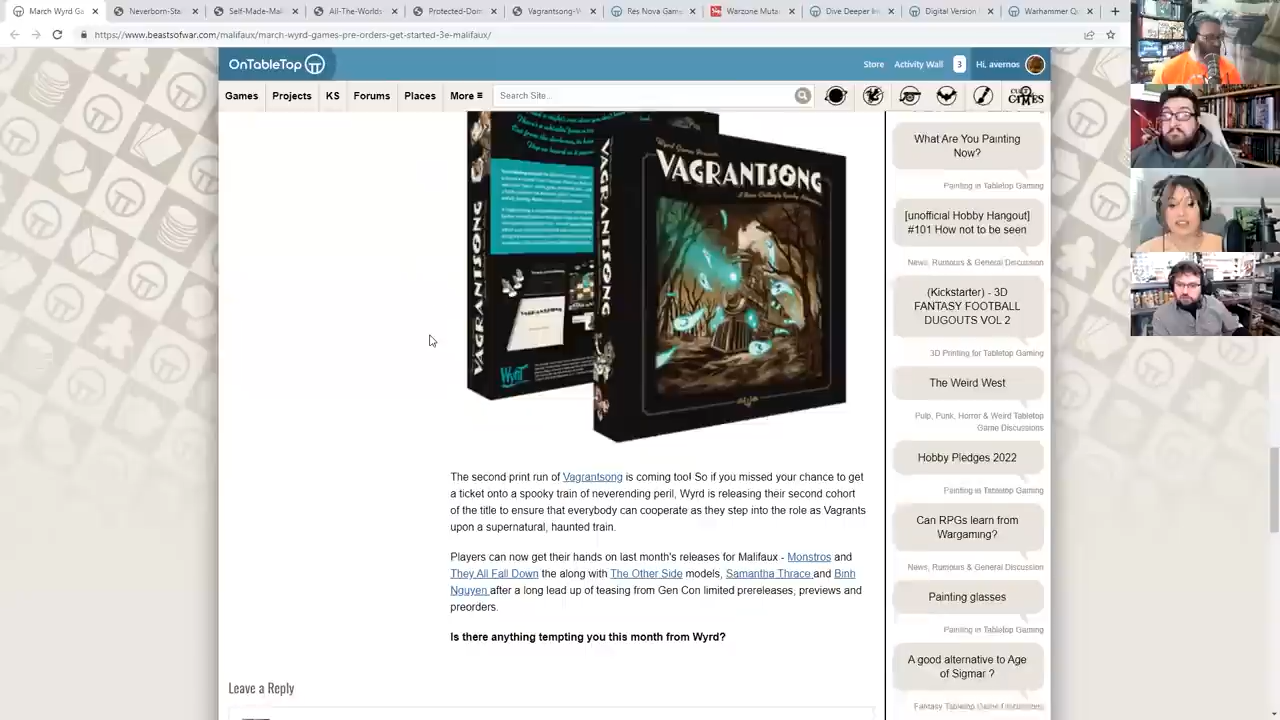 March Wyrd Ga
Neverborn-Sta
Self-Made-Mal
All-The-Worlds
Protected-Dom
Vagrantsong-V
Res Nova Game
Warzone Muta
Dive Deeper In
Digital Version
Warhammer Q
https://www.beastsofwar.com/malifaux/march-wyrd-games-pre-orders-get-started-3e-m3e-box/
OnTableTop
Store
Activity Wall
3
Hi, avernos
Games
Projects
KS
Forums
Places
More
Search Site...
GAMES
VAGRANTSONG
VAGRANTSONG
Wyrd
What Are You Painting
Now?
Painting in Tabletop Gaming
[unofficial Hobby Hangout]
#101 How not to be seen
News, Rumours & General Discussion
(Kickstarter) - 3D
FANTASY FOOTBALL
DUGOUTS VOL 2
3D Printing for Tabletop Gaming
The Weird West
Pulp, Punk, Horror & Weird Tabletop
Game Discussions
Hobby Pledges 2022
Painting in Tabletop Gaming
Can RPGs learn from
Wargaming?
News, Rumours & General Discussion
Painting glasses
Painting in Tabletop Gaming
A good alternative to Age
of Sigmar ?
Fantasy Tabletop Game Discussions
The second print run of Vagrantsong is coming too! So if you missed your chance to get
a ticket onto a spooky train of neverending peril, Wyrd is releasing their second cohort
of the title to ensure that everybody can cooperate as they step into the role as Vagrants
upon a supernatural, haunted train.
Players can now get their hands on last month's releases for Malifaux - Monstros and
They All Fall Down the along with The Other Side models, Samantha Thrace and Binh
Nguyen after a long lead up of teasing from Gen Con limited prereleases, previews and
preorders.
Is there anything tempting you this month from Wyrd?
Leave a Reply